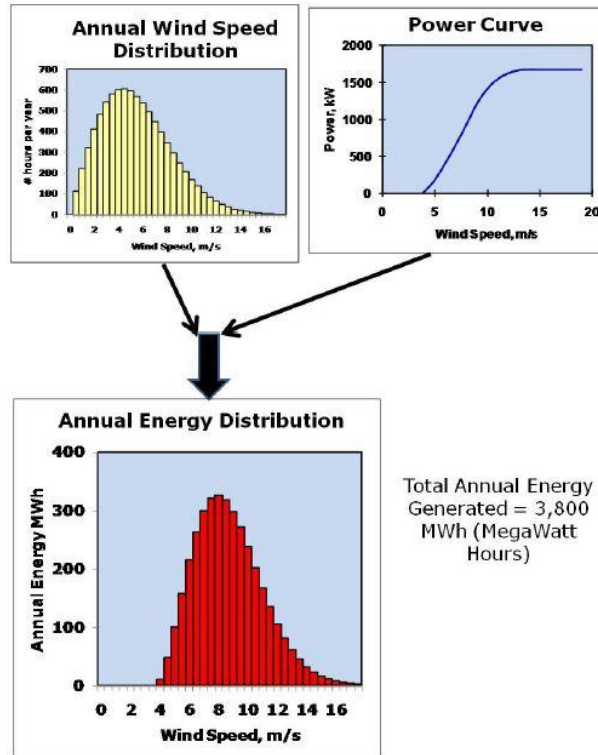 Annual Wind Speed
Distribution
# hours per year
700
600
500
400
300
200
100
0
0 2 4 6 8 10 12 14 16
Wind Speed, m/s
Power Curve
Power, kW
2000
1500
1000
500
0
0 5 10 15 20
Wind Speed, m/s
Annual Energy Distribution
Annual Energy MWh
400
300
200
100
0
0 2 4 6 8 10 12 14 16
Wind Speed, m/s
Total Annual Energy
Generated = 3,800
MWh (MegaWatt
Hours)